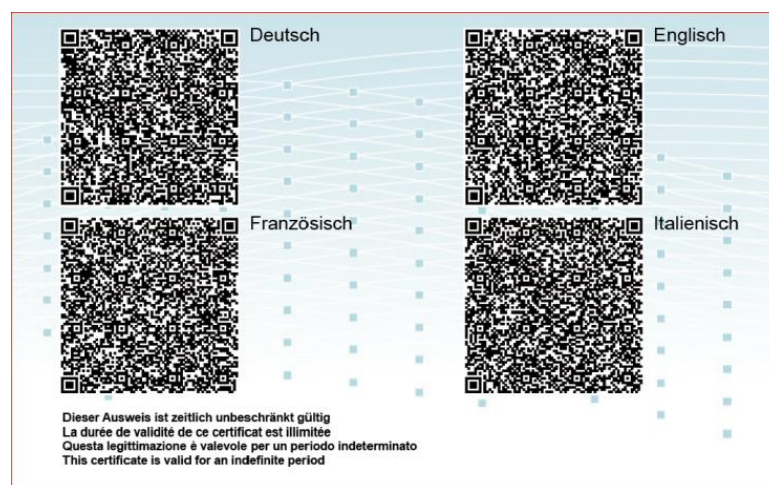 Deutsch
Englisch
Französisch
Italienisch
Dieser Ausweis ist zeitlich unbeschränkt gültig
La durée de validité de ce certificat est illimitée
Questa legittimazione è valevole per un periodo indeterminato
This certificate is valid for an indefinite period